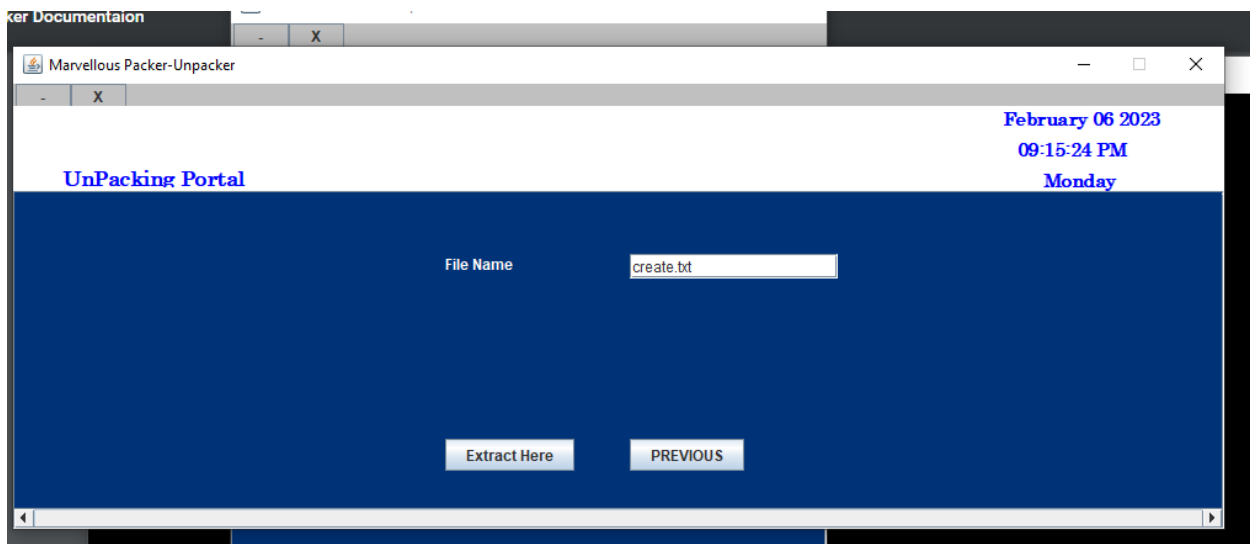 ker Documentaion
- X
Marvellous Packer-Unpacker
- X
February 06 2023
09:15:24 PM
UnPacking Portal
Monday
File Name
create.txt
Extract Here
PREVIOUS